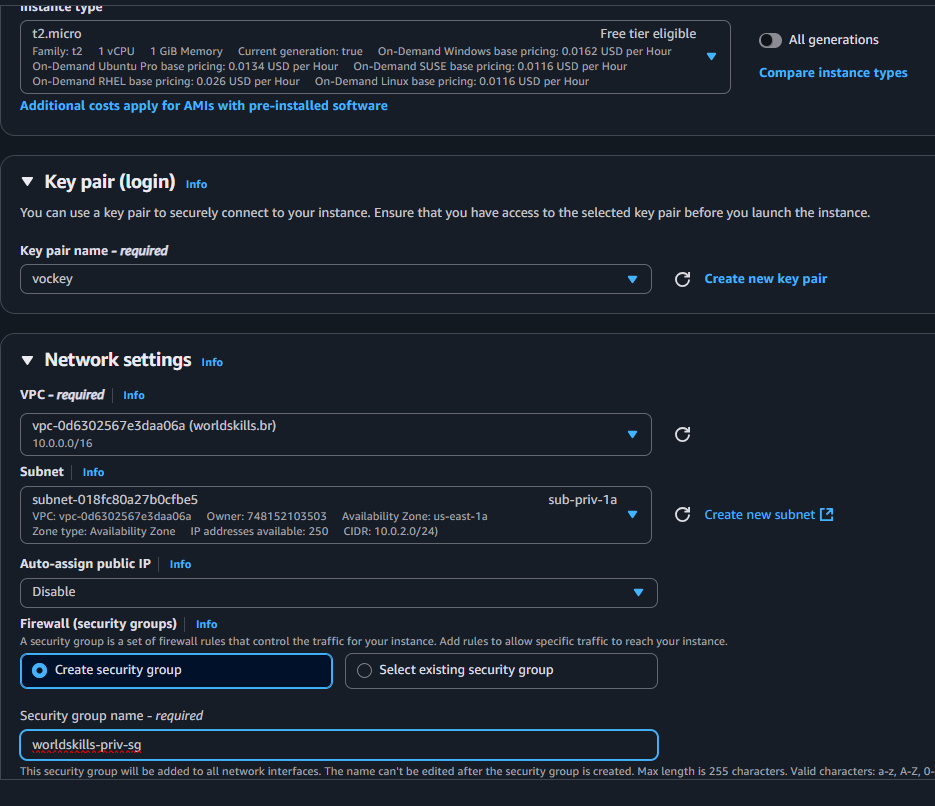 Instance type
t2.micro Free tier eligible
Family: t2 1 vCPU 1 GiB Memory Current generation: true On-Demand Windows base pricing: 0.0162 USD per Hour
On-Demand Ubuntu Pro base pricing: 0.0134 USD per Hour On-Demand SUSE base pricing: 0.0116 USD per Hour
On-Demand RHEL base pricing: 0.026 USD per Hour On-Demand Linux base pricing: 0.0116 USD per Hour
All generations
Compare instance types
Additional costs apply for AMIs with pre-installed software
Key pair (login) Info
You can use a key pair to securely connect to your instance. Ensure that you have access to the selected key pair before you launch the instance.
Key pair name - required
vockey
Create new key pair
Network settings Info
VPC - required Info
vpc-0d6302567e3daa06a (worldskills.br)
10.0.0.0/16
Subnet Info
subnet-018fc80a27b0cfbe5 sub-priv-1a
VPC: vpc-0d6302567e3daa06a Owner: 748152103503 Availability Zone: us-east-1a
Zone type: Availability Zone IP addresses available: 250 CIDR: 10.0.2.0/24)
Create new subnet
Auto-assign public IP Info
Disable
Firewall (security groups) Info
A security group is a set of firewall rules that control the traffic for your instance. Add rules to allow specific traffic to reach your instance.
Create security group
Select existing security group
Security group name - required
worldskills-priv-sg
This security group will be added to all network interfaces. The name can't be edited after the security group is created. Max length is 255 characters. Valid characters: a-z, A-Z, 0-